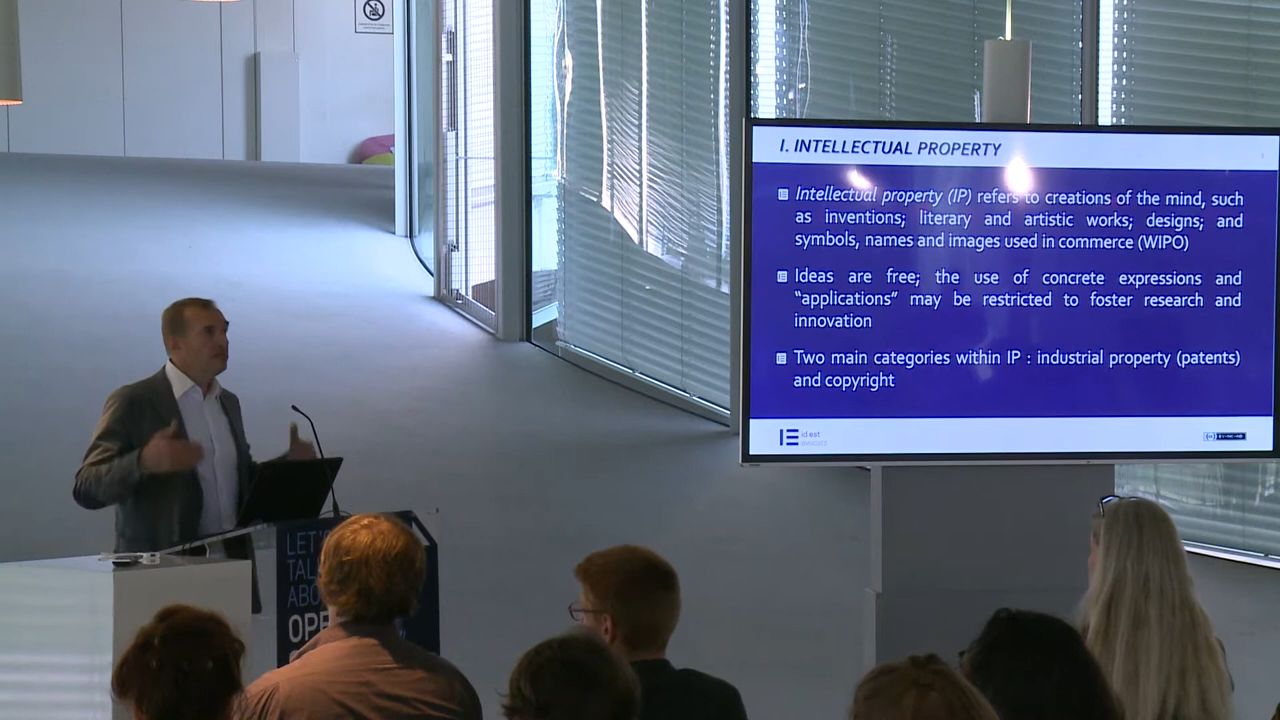 I. INTELLECTUAL PROPERTY
Intellectual property (IP) refers to creations of the mind, such
as inventions; literary and artistic works; designs; and
symbols, names and images used in commerce (WIPO)
Ideas are free; the use of concrete expressions and
“applications” may be restricted to foster research and
innovation
Two main categories within IP : industrial property (patents)
and copyright
id est
avocats
LET'S